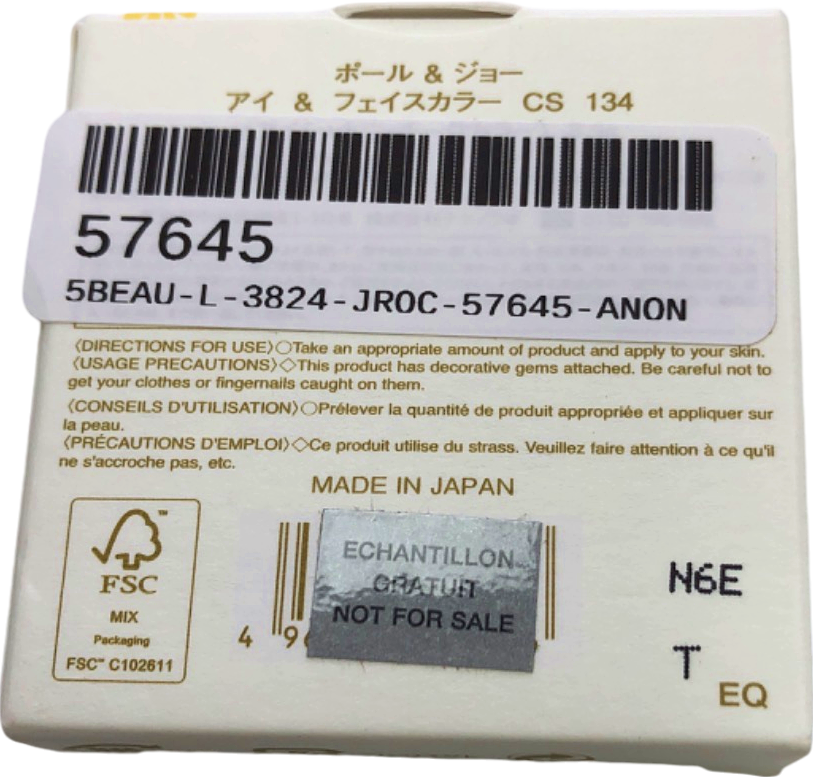 ポール & ジョー
アイ & フェイスカラー CS 134
57645
5BEAU-L-3824-JROC-57645-ANON
〈DIRECTIONS FOR USE〉○Take an appropriate amount of product and apply to your skin.
〈USAGE PRECAUTIONS〉◇This product has decorative gems attached. Be careful not to
get your clothes or fingernails caught on them.
〈CONSEILS D'UTILISATION〉○Prélever la quantité de produit appropriée et appliquer sur
la peau.
〈PRÉCAUTIONS D'EMPLOI〉◇Ce produit utilise du strass. Veuillez faire attention à ce qu'il
ne s'accroche pas, etc.
MADE IN JAPAN
ECHANTILLON
GRATUIT
NOT FOR SALE
4 9
FSC
MIX
Packaging
FSC™ C102611
N6E
T
EQ